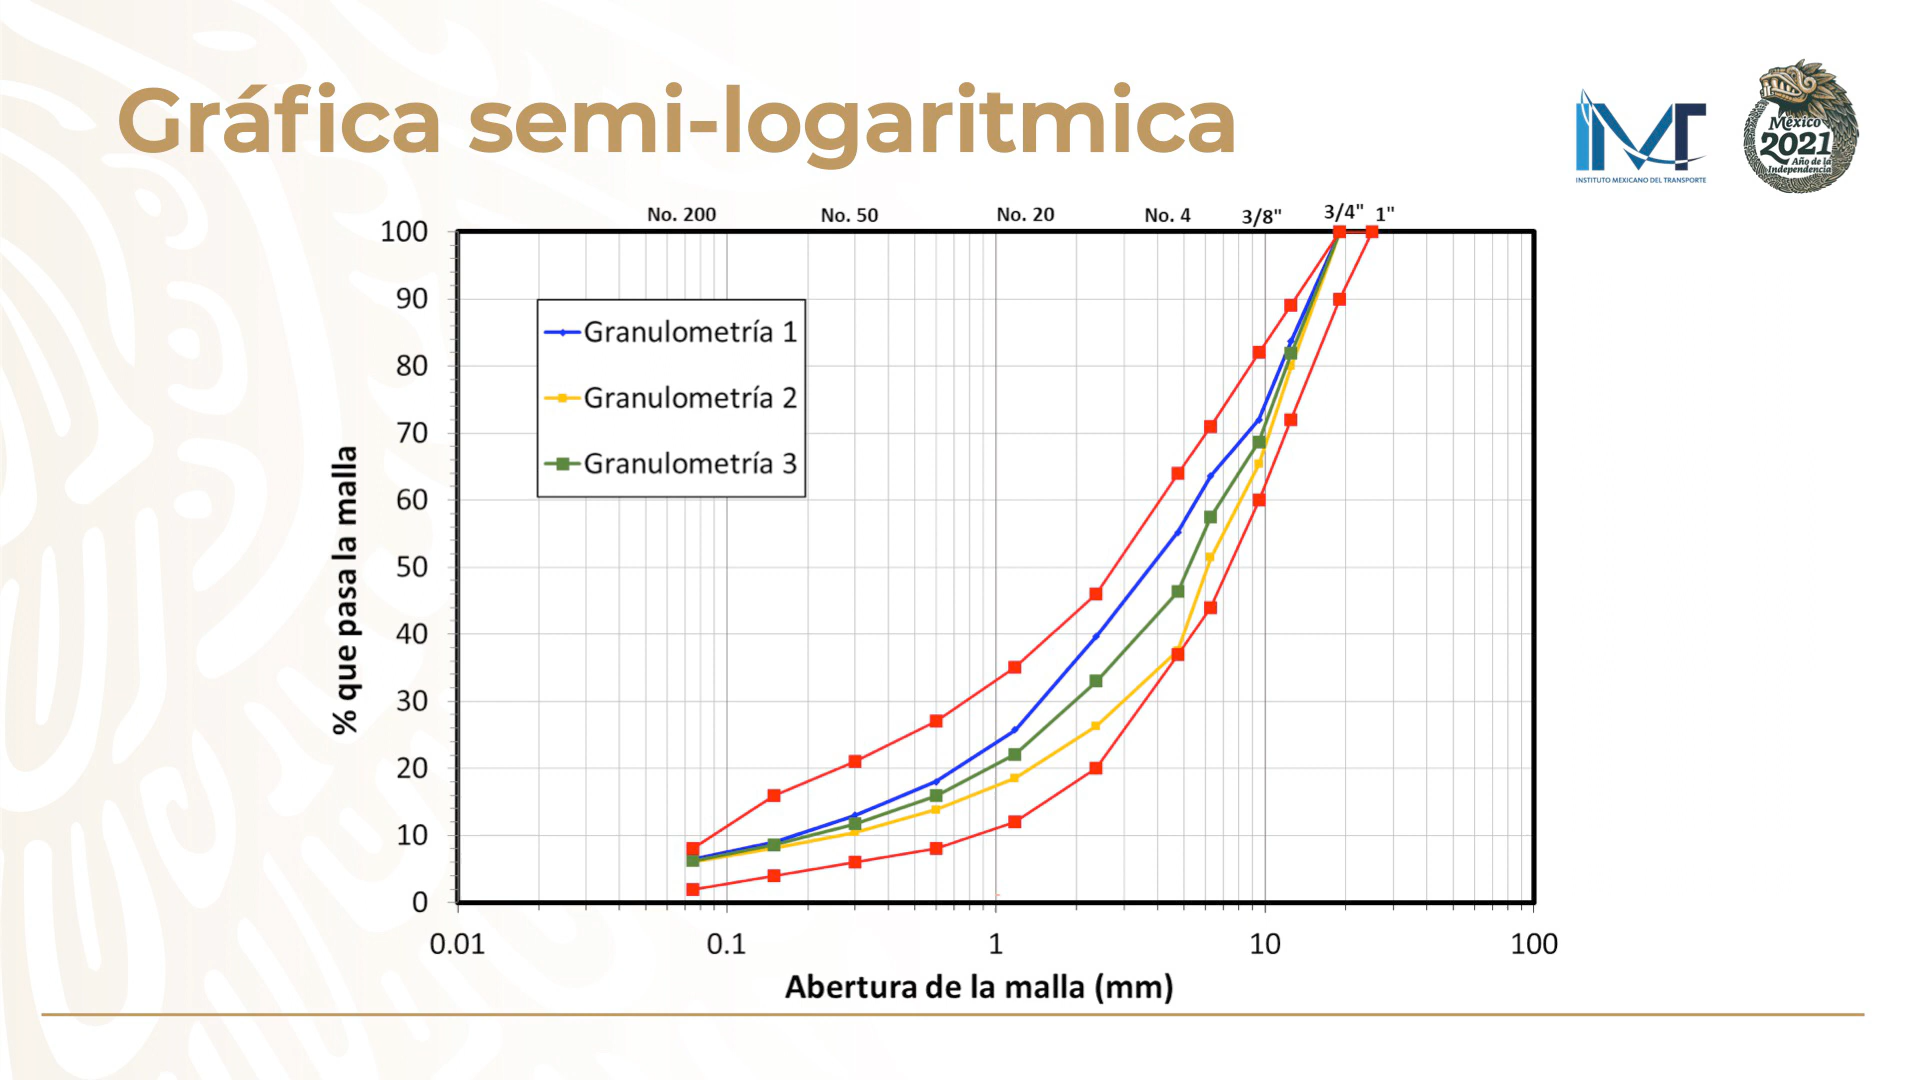 Gráfica semi-logaritmica
INSTITUTO MEXICANO DEL TRANSPORTE
México
2021
Año de la
Independencia
No. 200 No. 50 No. 20 No. 4 3/8" 3/4" 1"
100
90
80
70
60
50
40
30
20
10
0
% que pasa la malla
Granulometría 1
Granulometría 2
Granulometría 3
0.01 0.1 1 10 100
Abertura de la malla (mm)